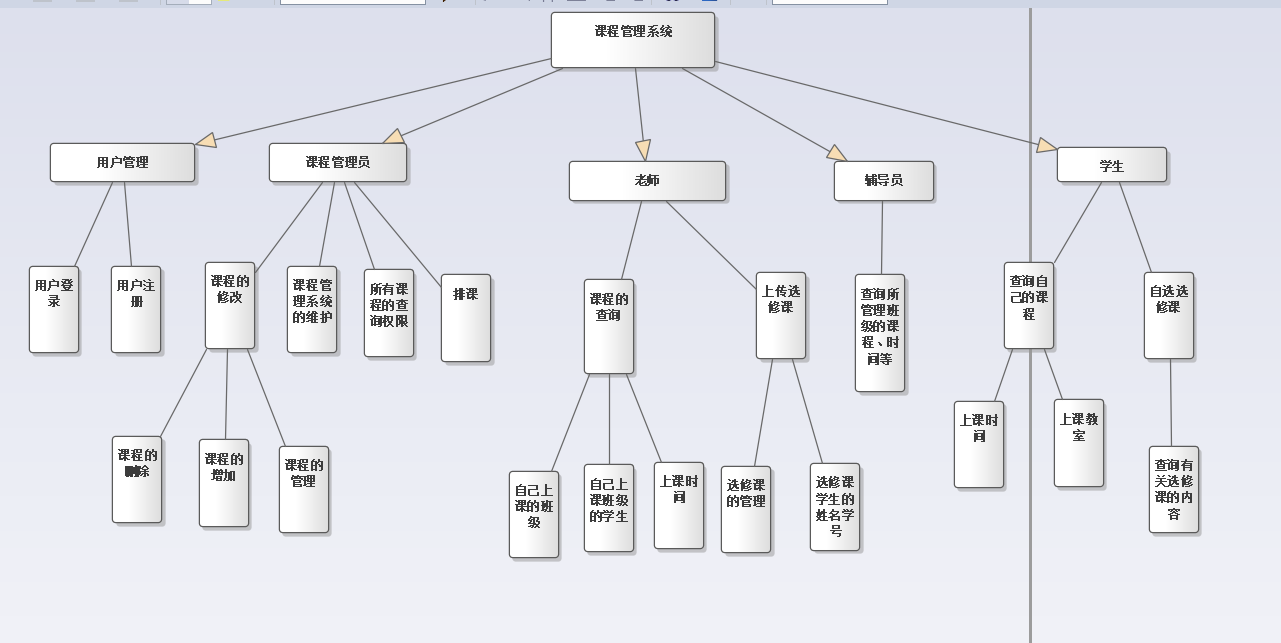 课程管理系统
用户管理
课程管理员
老师
辅导员
学生
用户登
录
用户注
册
课程的
修改
课程管
理系统
的维护
所有课
程的查
询权限
排课
课程的
查询
上传选
修课
查询所
管理班
级的课
程、时
间等
查询自
己的课
程
自选选
修课
课程的
删除
课程的
增加
课程的
管理
自己上
课的班
级
自己上
课班级
的学生
上课时
间
选修课
的管理
选修课
学生的
姓名学
号
上课时
间
上课教
室
查询有
关选修
课的内
容